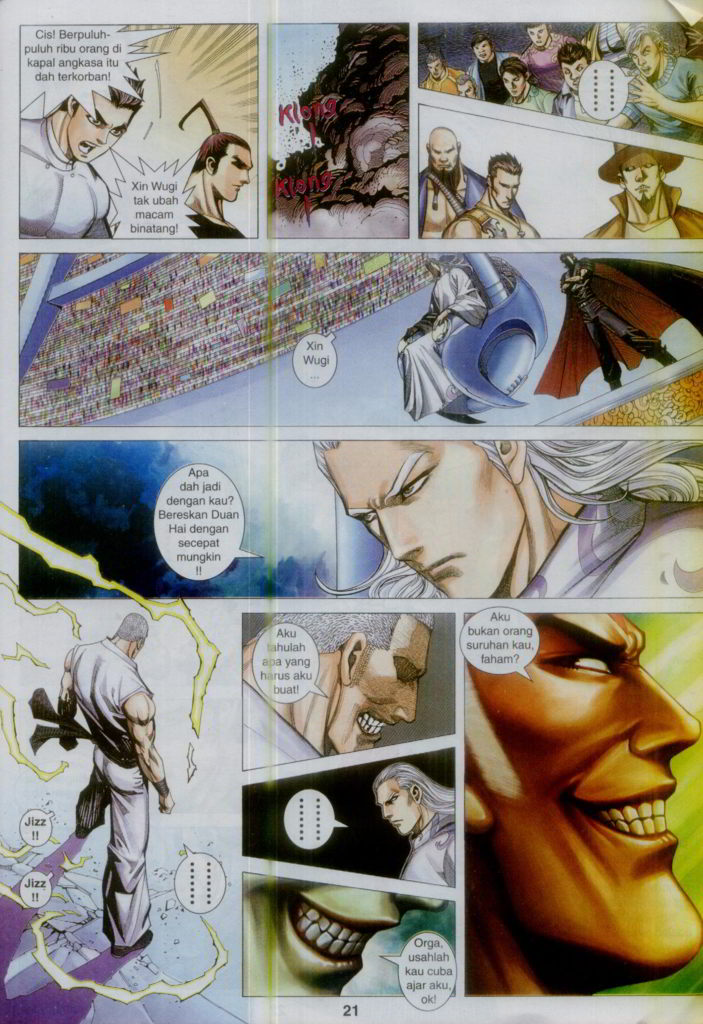 Cis! Berpuluh-
puluh ribu orang di
kapal angkasa itu
dah terkorban!
Xin Wugi
tak ubah
macam
binatang!
Klong
!
Klong
!
Xin
Wugi
...
Apa
dah jadi
dengan kau?
Bereskan Duan
Hai dengan
secepat
mungkin
!!
Aku
tahulah
apa yang
harus aku
buat!
Aku
bukan orang
suruhan kau,
faham?
Jizz
!!
Jizz
!!
Orga,
usahlah
kau cuba
ajar aku,
ok!
21